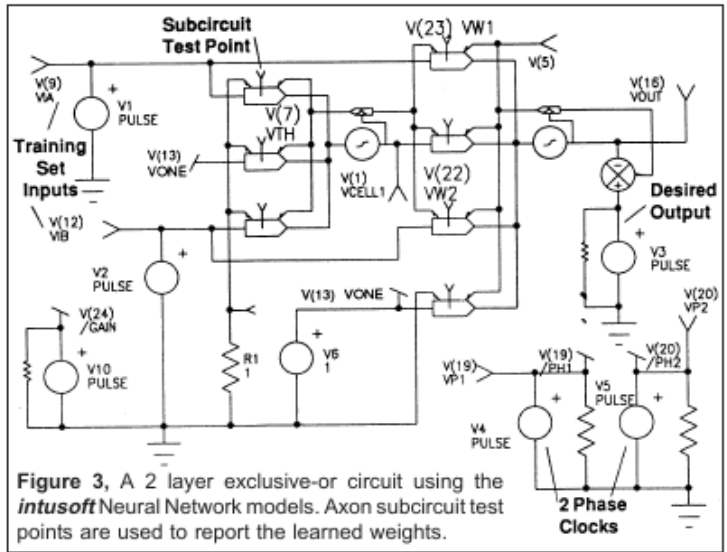 Subcircuit
Test Point
V(23) VW1
V(5)
V(9)
VIA
V1
PULSE
V(7)
VTH
V(16)
VOUT
Training
Set
Inputs
V(13)
VONE
V(1)
VCELL1
V(22)
VW2
Desired
Output
V(12)
VIB
V2
PULSE
V3
PULSE
V(13) VONE
V(24)
/GAIN
V10
PULSE
R1
1
V6
1
V(20)
VP2
V(19)
VP1
V(19)
/PH1
V(20)
/PH2
V4
PULSE
V5
PULSE
2 Phase
Clocks
Figure 3, A 2 layer exclusive-or circuit using the
intusoft Neural Network models. Axon subcircuit test
points are used to report the learned weights.